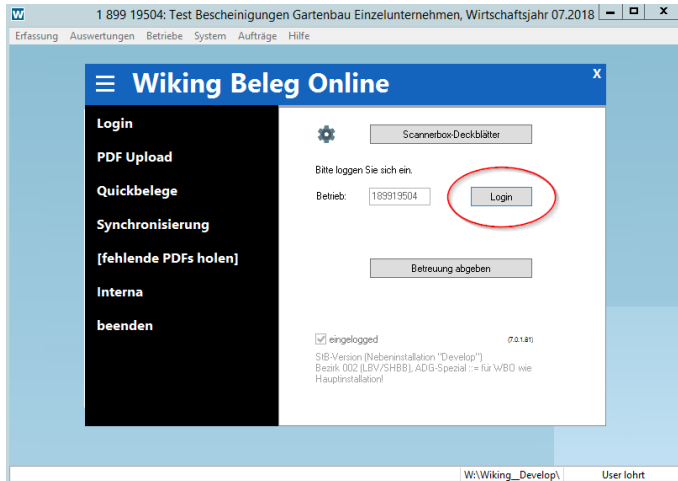 W 1 899 19504: Test Bescheinigungen Gartenbau Einzelunternehmen, Wirtschaftsjahr 07.2018
Erfassung Auswertungen Betriebe System Aufträge Hilfe
Wiking Beleg Online X
Login
PDF Upload
Quickbelege
Synchronisierung
[fehlende PDFs holen]
Interna
beenden
Scannerbox-Deckblätter
Bitte loggen Sie sich ein.
Betrieb: 189919504 Login
Betreuung abgeben
eingelogged (7.0.1.81)
StB-Version (Nebeninstallation "Develop")
Bezirk 002 (LBV/SHBB), ADG-Spezial ::= für WBO wie
Hauptinstallation!
W:\Wiking__Develop\ User lohrt